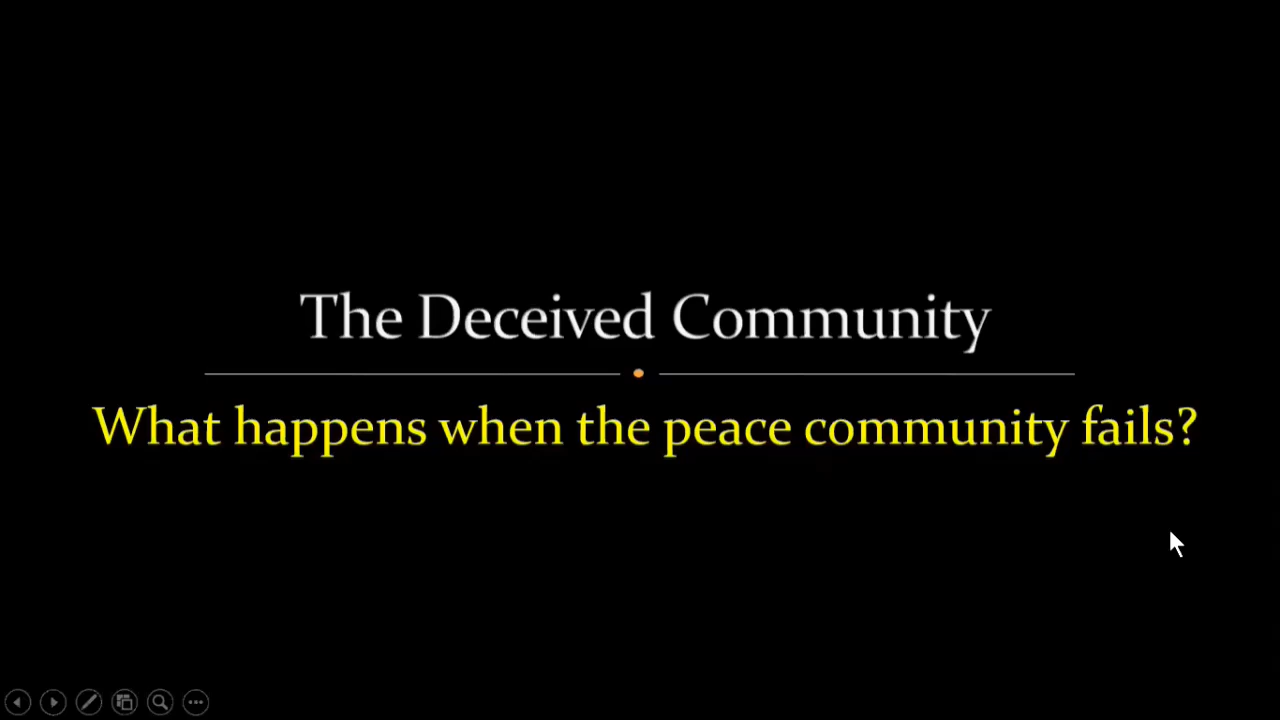 The Deceived Community
What happens when the peace community fails?